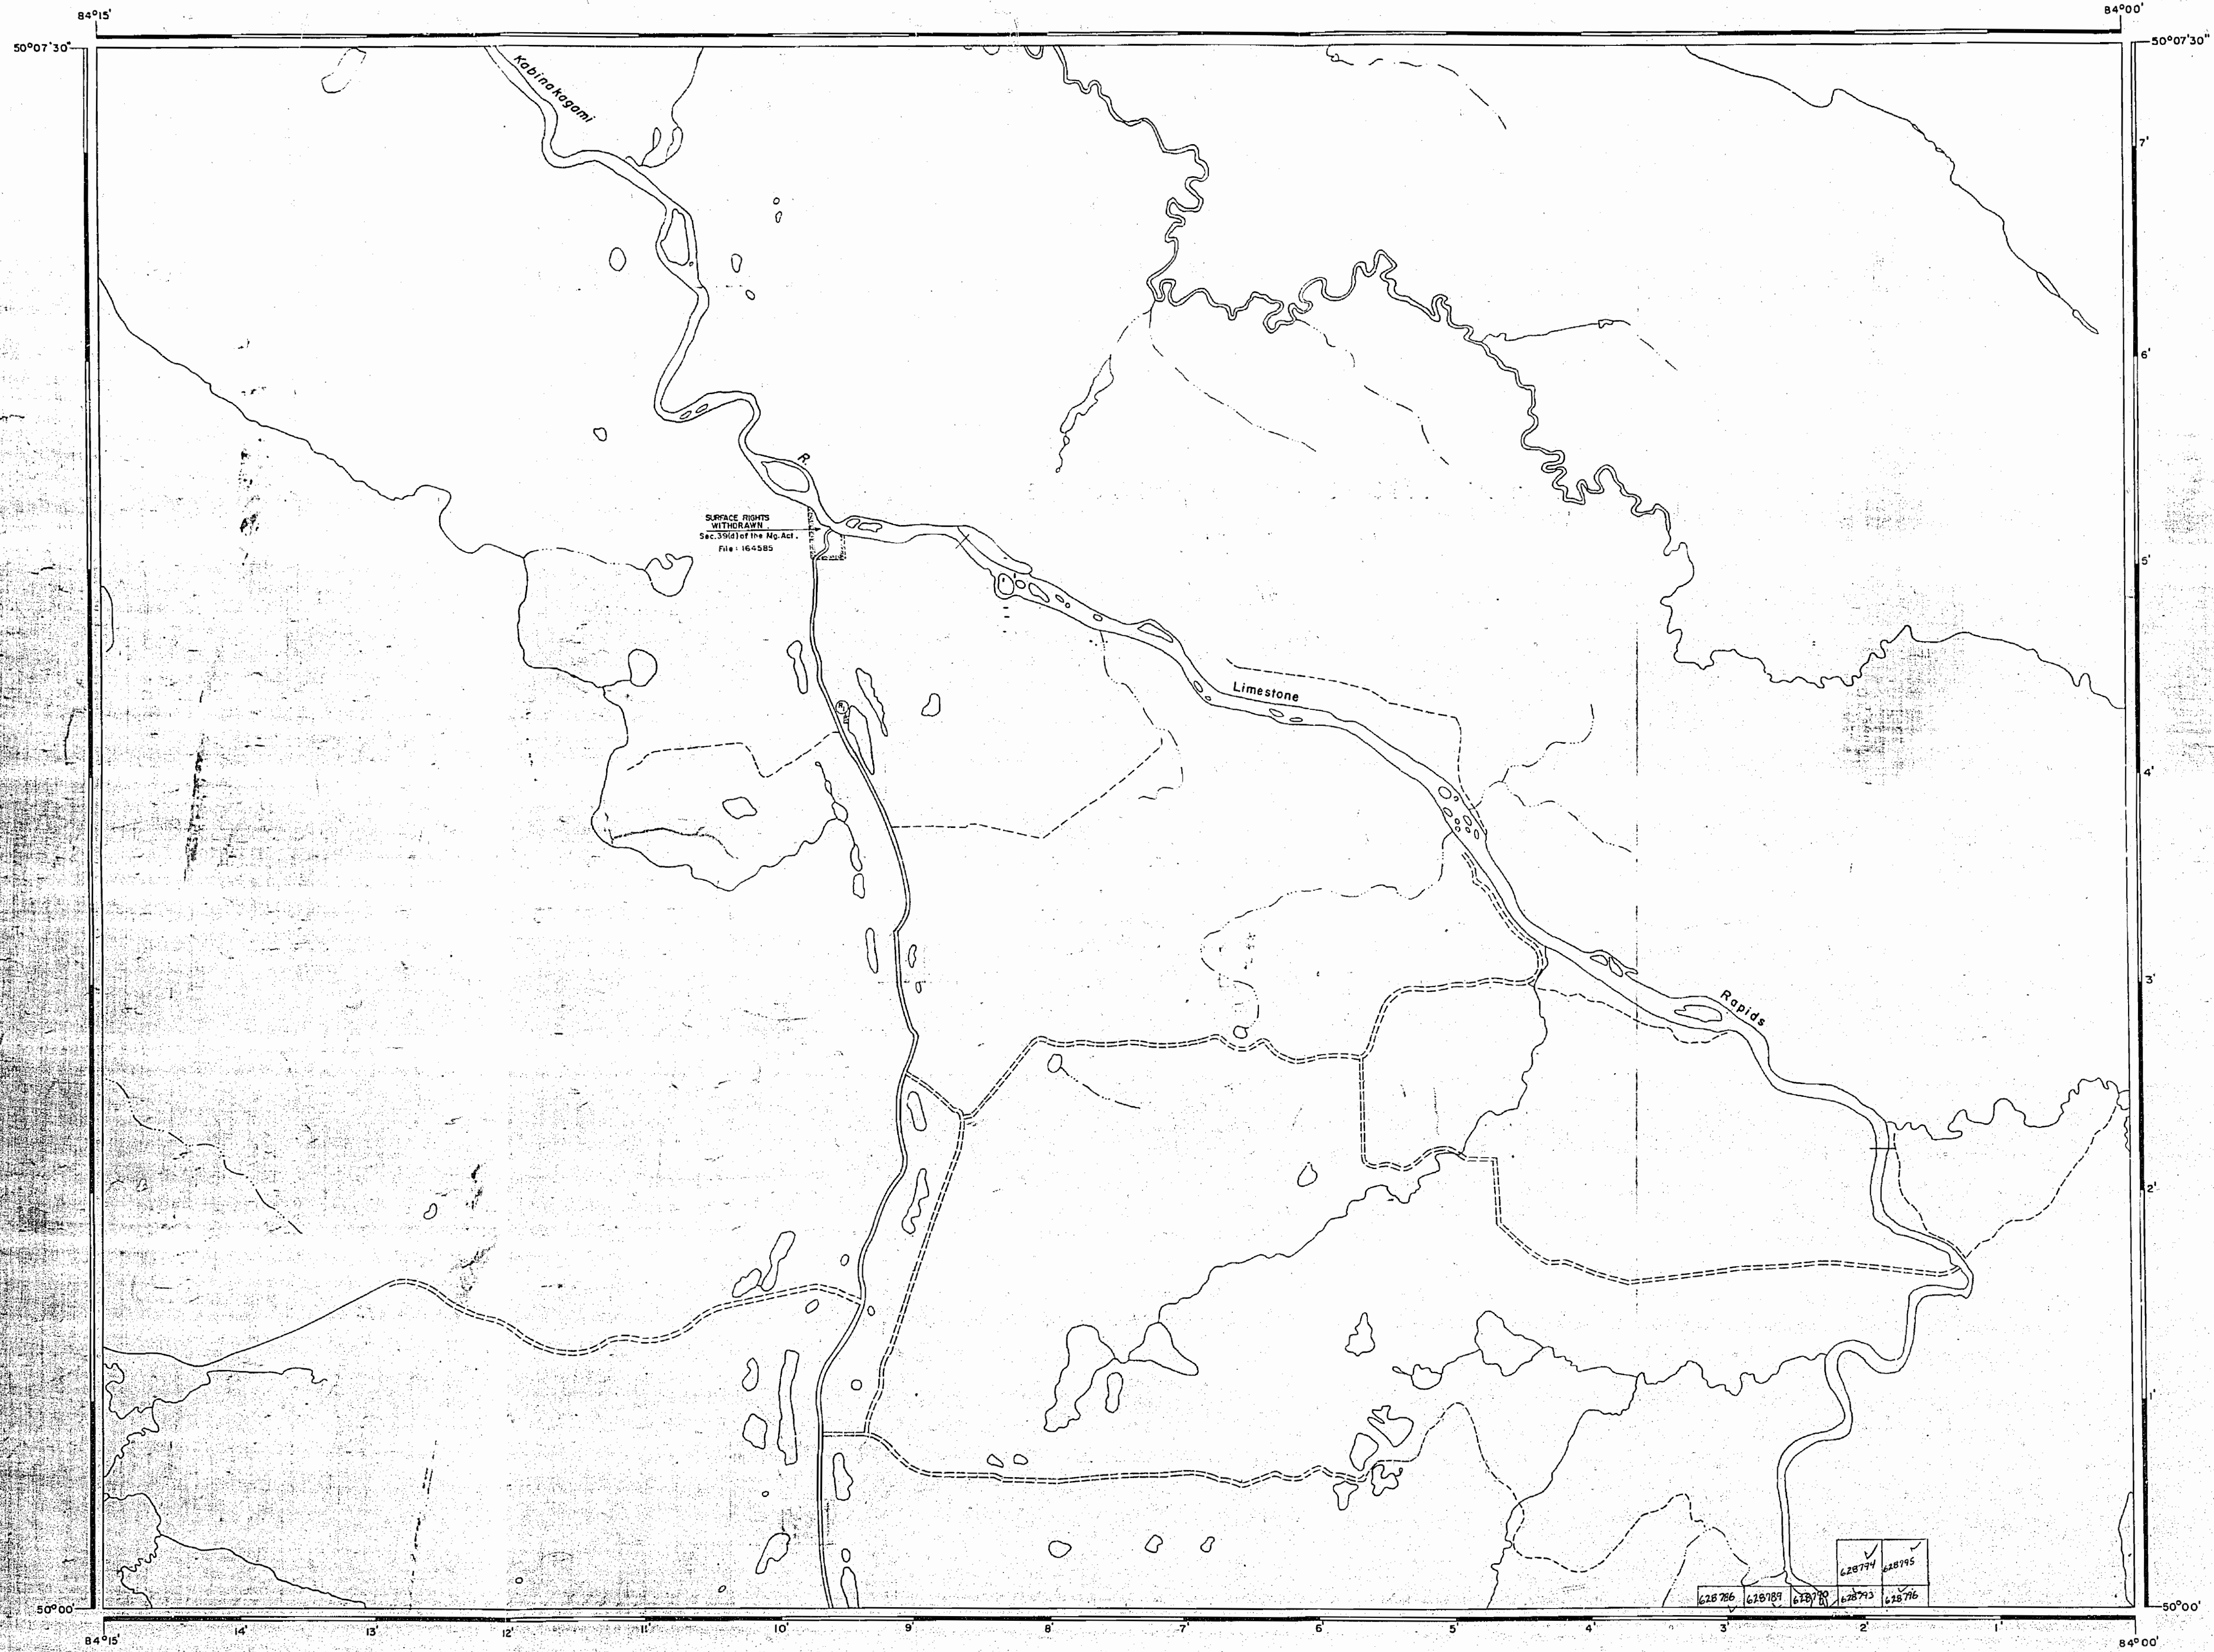 84°15' 84°00'
50°07'30" 50°07'30"
Kabinakagami
7'
6'
R.
SURFACE RIGHTS
WITHDRAWN
Sec.39(d) of the Mg. Act.
File: 164585
5'
Limestone
4'
3'
Rapids
2'
1'
628794 628795
628786 628789 628790 628793 628796
50°00' 50°00'
14' 13' 12' 11' 10' 9' 8' 7' 6' 5' 4' 3' 2' 1'
84°15' 84°00'